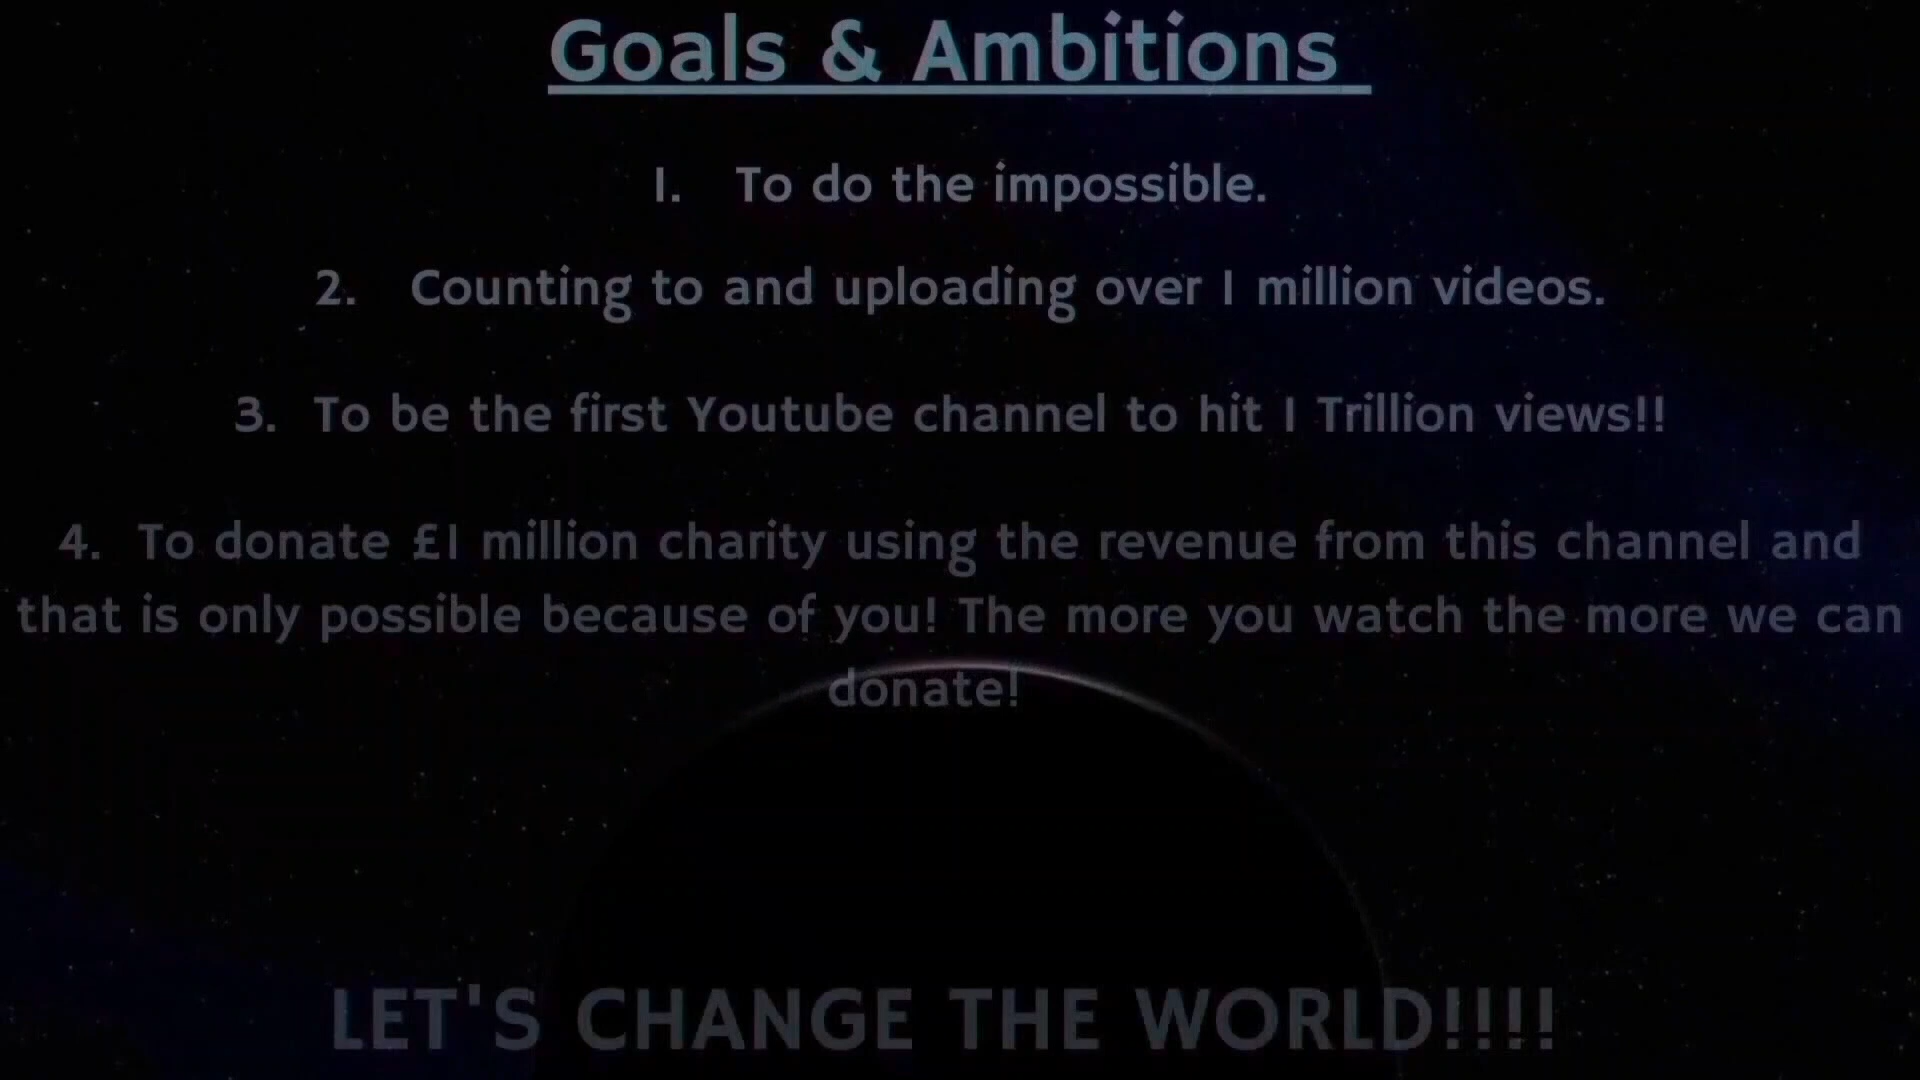 Goals & Ambitions
1. To do the impossible.
2. Counting to and uploading over 1 million videos.
3. To be the first Youtube channel to hit 1 Trillion views!!
4. To donate £1 million charity using the revenue from this channel and
that is only possible because of you! The more you watch the more we can
donate!
LET'S CHANGE THE WORLD!!!!